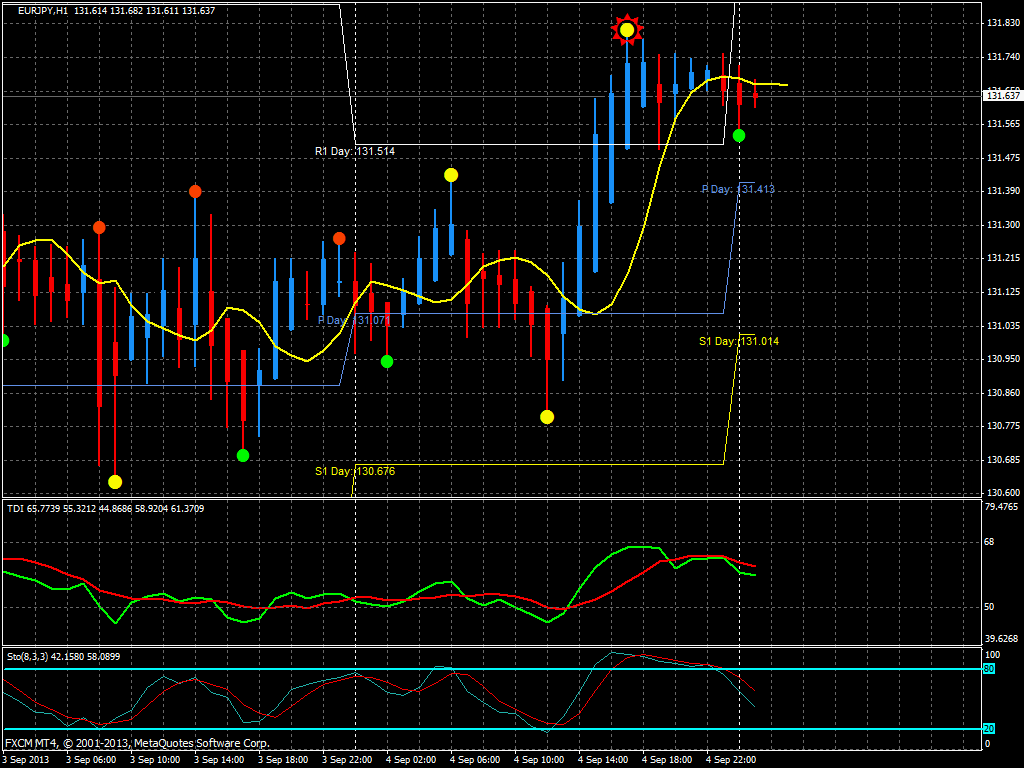 EURJPY,H1 131.614 131.682 131.611 131.637
131.830
131.740
131.637
131.565
R1 Day: 131.514
131.475
P Day: 131.413
131.390
131.300
131.215
131.125
P Day: 131.071
131.035
S1 Day: 131.014
130.950
130.860
130.775
130.685
S1 Day: 130.676
130.600
TDI 65.7739 55.3212 44.8686 58.9204 61.3709
79.4765
68
50
39.6268
Sto(8,3,3) 42.1580 58.0899
100
80
20
0
FXCM MT4, © 2001-2013, MetaQuotes Software Corp.
3 Sep 2013 3 Sep 06:00 3 Sep 10:00 3 Sep 14:00 3 Sep 18:00 3 Sep 22:00 4 Sep 02:00 4 Sep 06:00 4 Sep 10:00 4 Sep 14:00 4 Sep 18:00 4 Sep 22:00